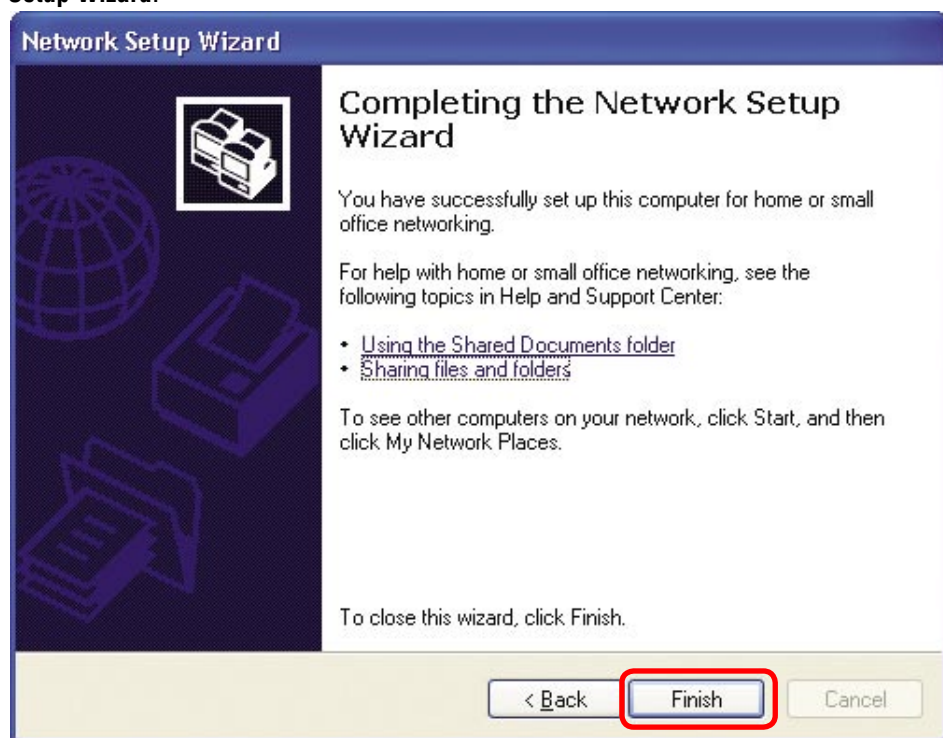 Setup Wizard.
Network Setup Wizard
Completing the Network Setup
Wizard
You have successfully set up this computer for home or small
office networking.
For help with home or small office networking, see the
following topics in Help and Support Center:
• Using the Shared Documents folder
• Sharing files and folders
To see other computers on your network, click Start, and then
click My Network Places.
To close this wizard, click Finish.
< Back Finish Cancel